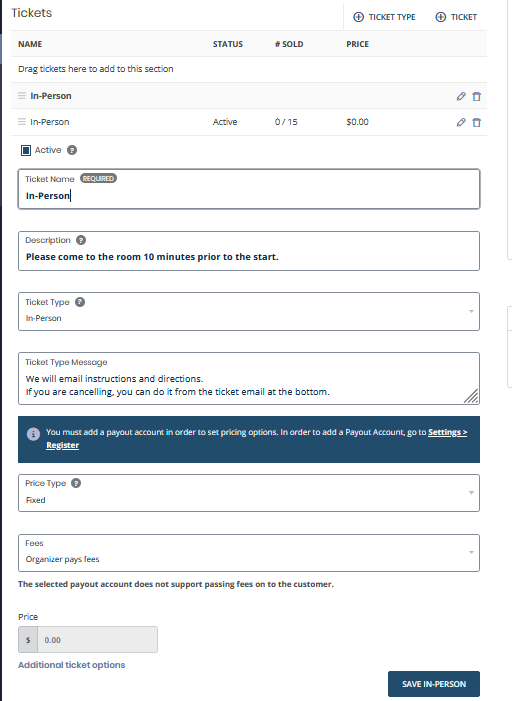 Tickets
TICKET TYPE
TICKET
NAME STATUS # SOLD PRICE
Drag tickets here to add to this section
In-Person
In-Person Active 0 / 15 $0.00
Active ?
Ticket Name REQUIRED
In-Person
Description ?
Please come to the room 10 minutes prior to the start.
Ticket Type ?
In-Person
Ticket Type Message
We will email instructions and directions.
If you are cancelling, you can do it from the ticket email at the bottom.
You must add a payout account in order to set pricing options. In order to add a Payout Account, go to Settings >
Register
Price Type ?
Fixed
Fees
Organizer pays fees
The selected payout account does not support passing fees on to the customer.
Price
$ 0.00
Additional ticket options
SAVE IN-PERSON